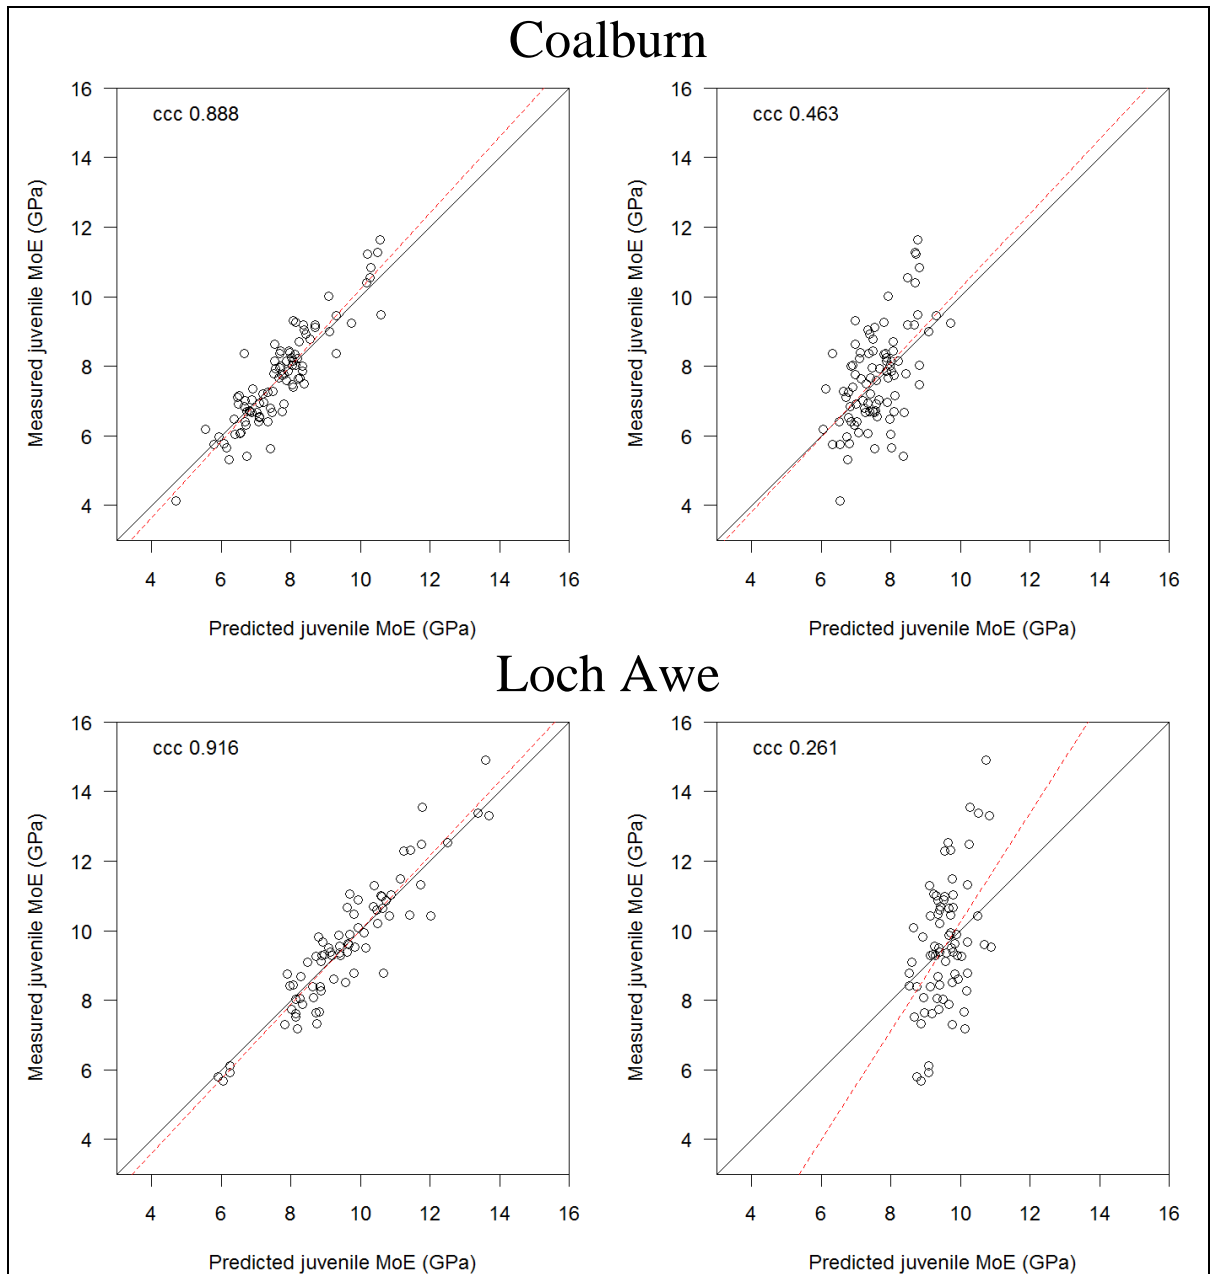 Coalburn
ccc 0.888
16
14
12
10
8
6
4
Measured juvenile MoE (GPa)
4 6 8 10 12 14 16
Predicted juvenile MoE (GPa)
ccc 0.463
16
14
12
10
8
6
4
Measured juvenile MoE (GPa)
4 6 8 10 12 14 16
Predicted juvenile MoE (GPa)
Loch Awe
ccc 0.916
16
14
12
10
8
6
4
Measured juvenile MoE (GPa)
4 6 8 10 12 14 16
Predicted juvenile MoE (GPa)
ccc 0.261
16
14
12
10
8
6
4
Measured juvenile MoE (GPa)
4 6 8 10 12 14 16
Predicted juvenile MoE (GPa)